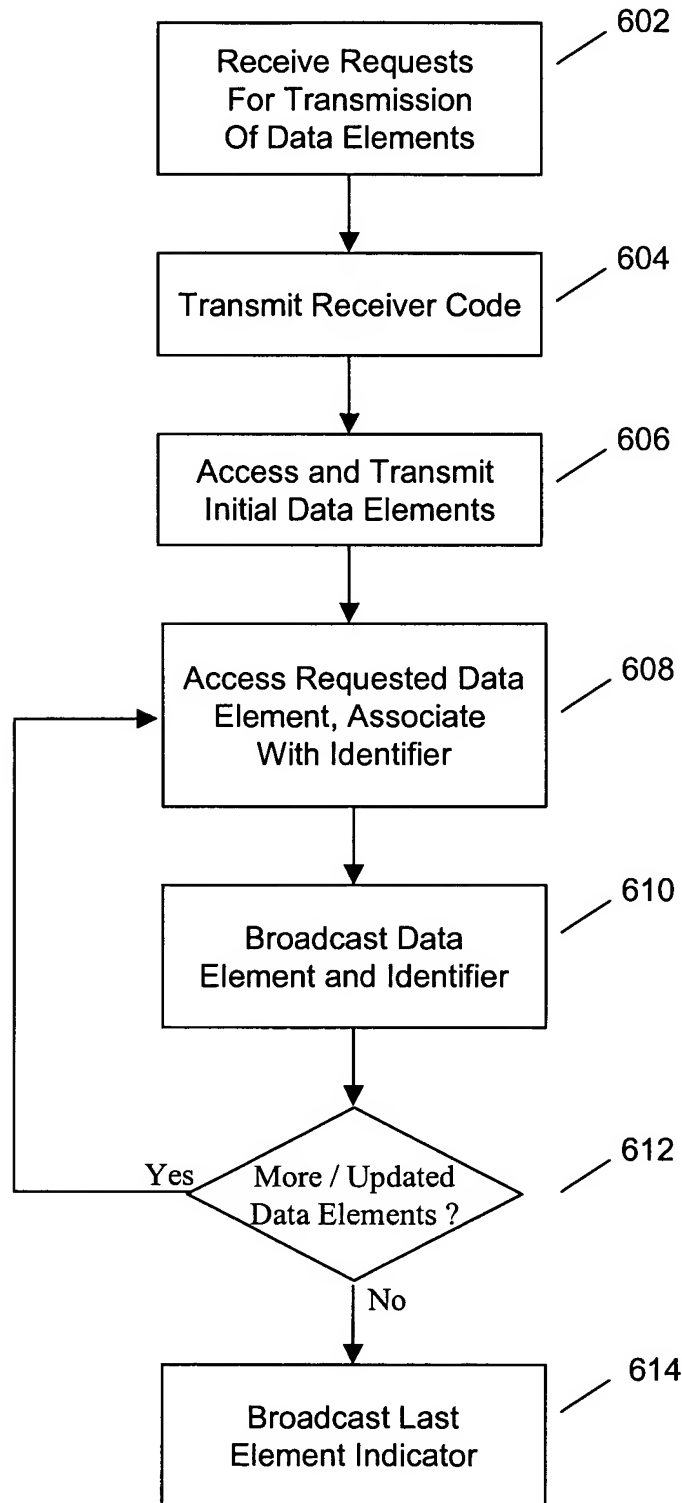 602
Receive Requests
For Transmission
Of Data Elements
604
Transmit Receiver Code
606
Access and Transmit
Initial Data Elements
608
Access Requested Data
Element, Associate
With Identifier
610
Broadcast Data
Element and Identifier
612
Yes
More / Updated
Data Elements ?
No
614
Broadcast Last
Element Indicator